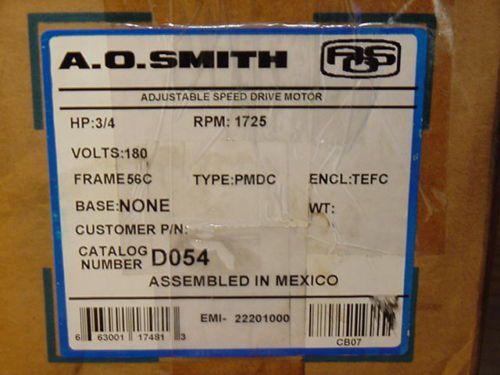 A.O.SMITH
AOS
ADJUSTABLE SPEED DRIVE MOTOR
HP:3/4 RPM: 1725
VOLTS:180
FRAME56C TYPE:PMDC ENCL:TEFC
BASE:NONE WT:
CUSTOMER P/N:
CATALOG NUMBER D054
ASSEMBLED IN MEXICO
EMI- 22201000
6 63001 17481 3
CB07